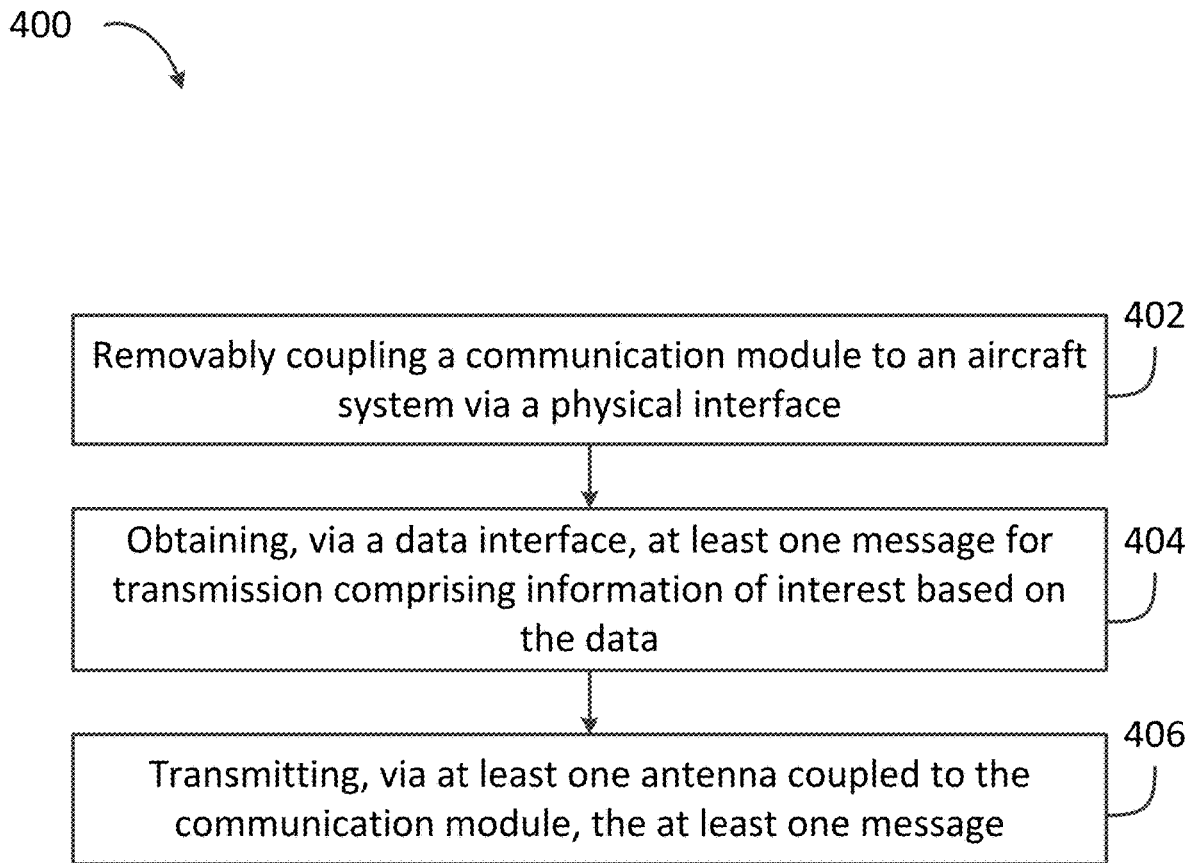 400
402
Removably coupling a communication module to an aircraft
system via a physical interface
Obtaining, via a data interface, at least one message for
transmission comprising information of interest based on
the data
404
Transmitting, via at least one antenna coupled to the
communication module, the at least one message
406